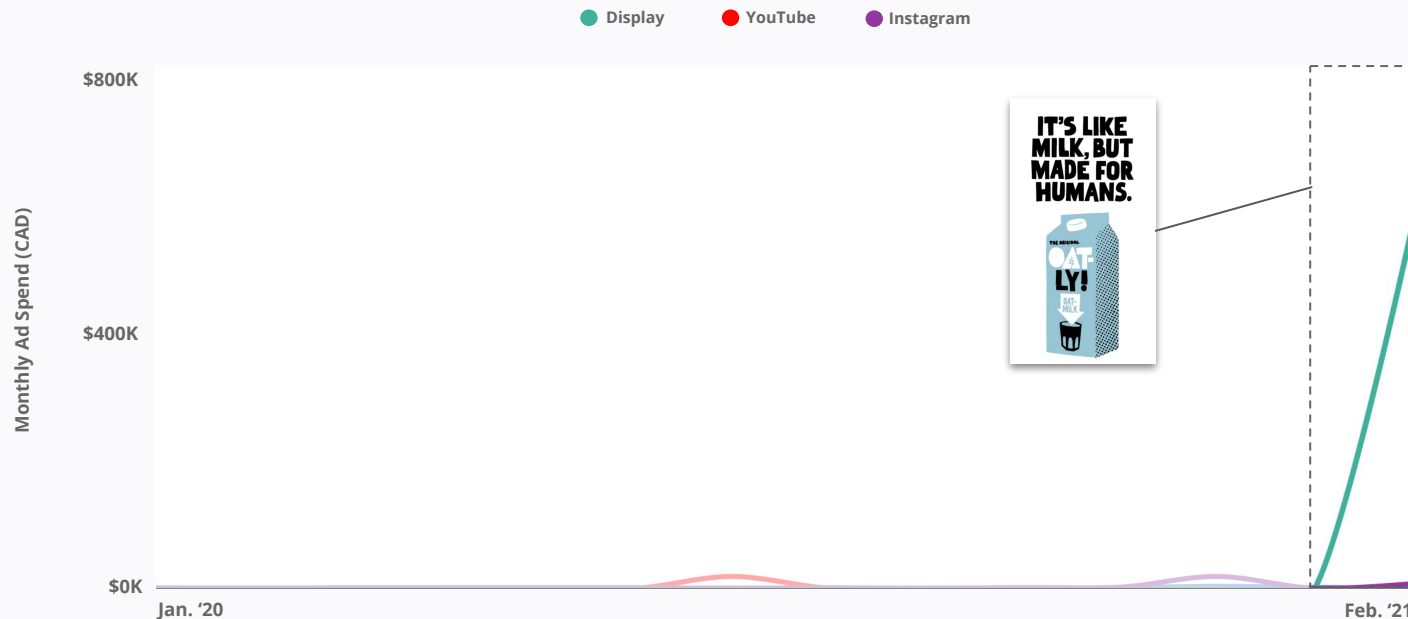 Display
YouTube
Instagram
$800K
$400K
$0K
Monthly Ad Spend (CAD)
IT'S LIKE
MILK, BUT
MADE FOR
HUMANS.
THE ORIGINAL
OAT-
LY!
OAT-
MILK
Jan. ‘20
Feb. ‘21